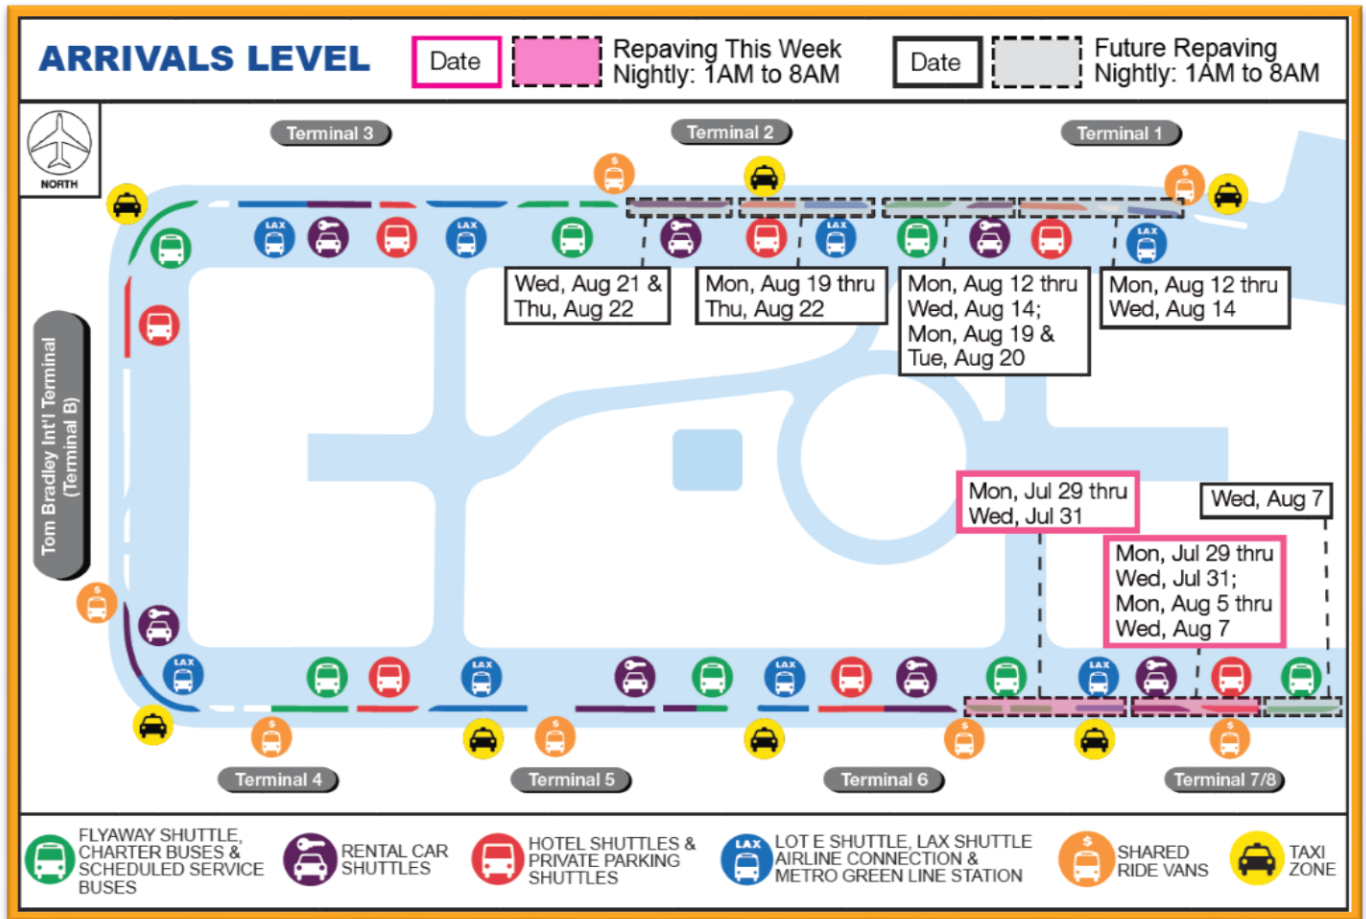 ARRIVALS LEVEL
Date
Repaving This Week
Nightly: 1AM to 8AM
Date
Future Repaving
Nightly: 1AM to 8AM
NORTH
Terminal 3
Terminal 2
Terminal 1
$
$
LAX
LAX
LAX
LAX
Wed, Aug 21 &
Thu, Aug 22
Mon, Aug 19 thru
Thu, Aug 22
Mon, Aug 12 thru
Wed, Aug 14;
Mon, Aug 19 &
Tue, Aug 20
Mon, Aug 12 thru
Wed, Aug 14
Tom Bradley Int'l Terminal
(Terminal B)
Mon, Jul 29 thru
Wed, Jul 31
Wed, Aug 7
Mon, Jul 29 thru
Wed, Jul 31;
Mon, Aug 5 thru
Wed, Aug 7
$
LAX
LAX
LAX
LAX
$
$
$
$
Terminal 4
Terminal 5
Terminal 6
Terminal 7/8
FLYAWAY SHUTTLE,
CHARTER BUSES &
SCHEDULED SERVICE
BUSES
RENTAL CAR
SHUTTLES
HOTEL SHUTTLES &
PRIVATE PARKING
SHUTTLES
LAX
LOT E SHUTTLE, LAX SHUTTLE
AIRLINE CONNECTION &
METRO GREEN LINE STATION
$
SHARED
RIDE VANS
TAXI
ZONE